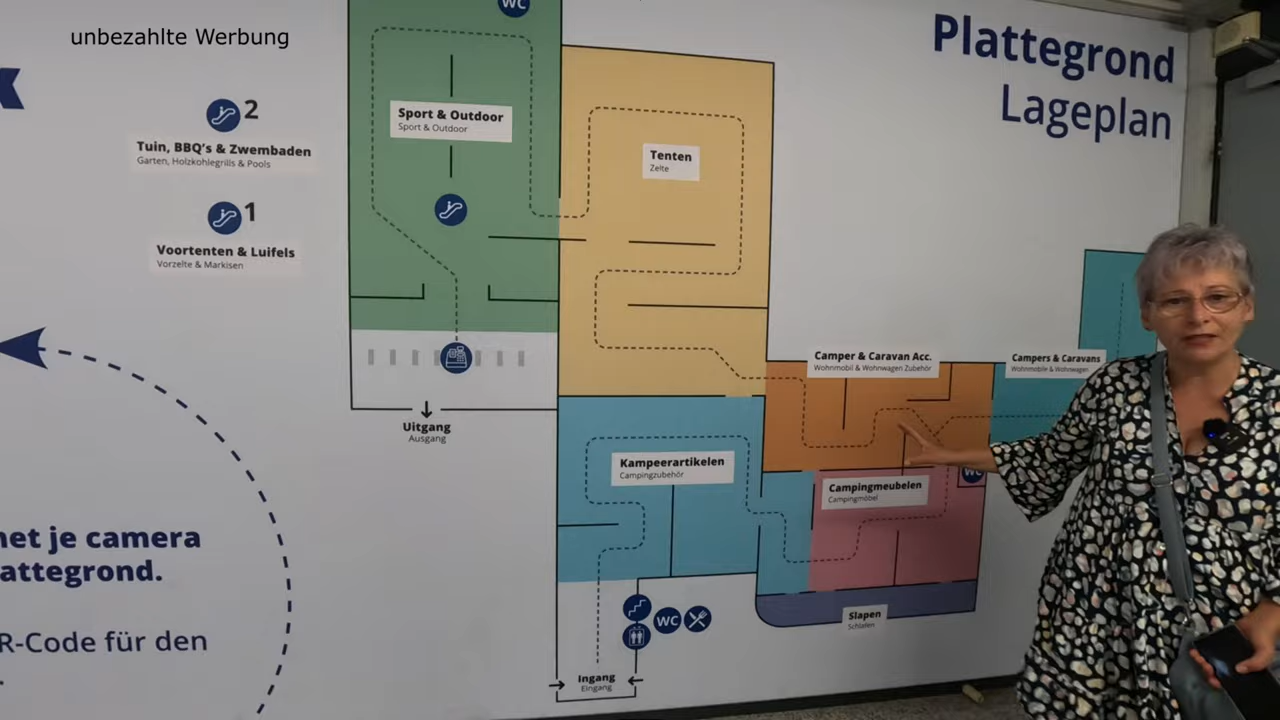 unbezahlte Werbung
WC
Plattegrond
Lageplan
2
Tuin, BBQ's & Zwembaden
Garten, Holzkohlegrills & Pools
1
Voortenten & Luifels
Vorzelte & Markisen
Sport & Outdoor
Sport & Outdoor
Tenten
Zelte
Camper & Caravan Acc.
Wohnmobil & Wohnwagen Zubehör
Campers & Caravans
Wohnmobile & Wohnwagen
Uitgang
Ausgang
Kampeerartikelen
Campingzubehör
Campingmeubelen
Campingmöbel
WC
Slapen
Schlafen
WC
Ingang
Eingang
je camera
R-Code für den